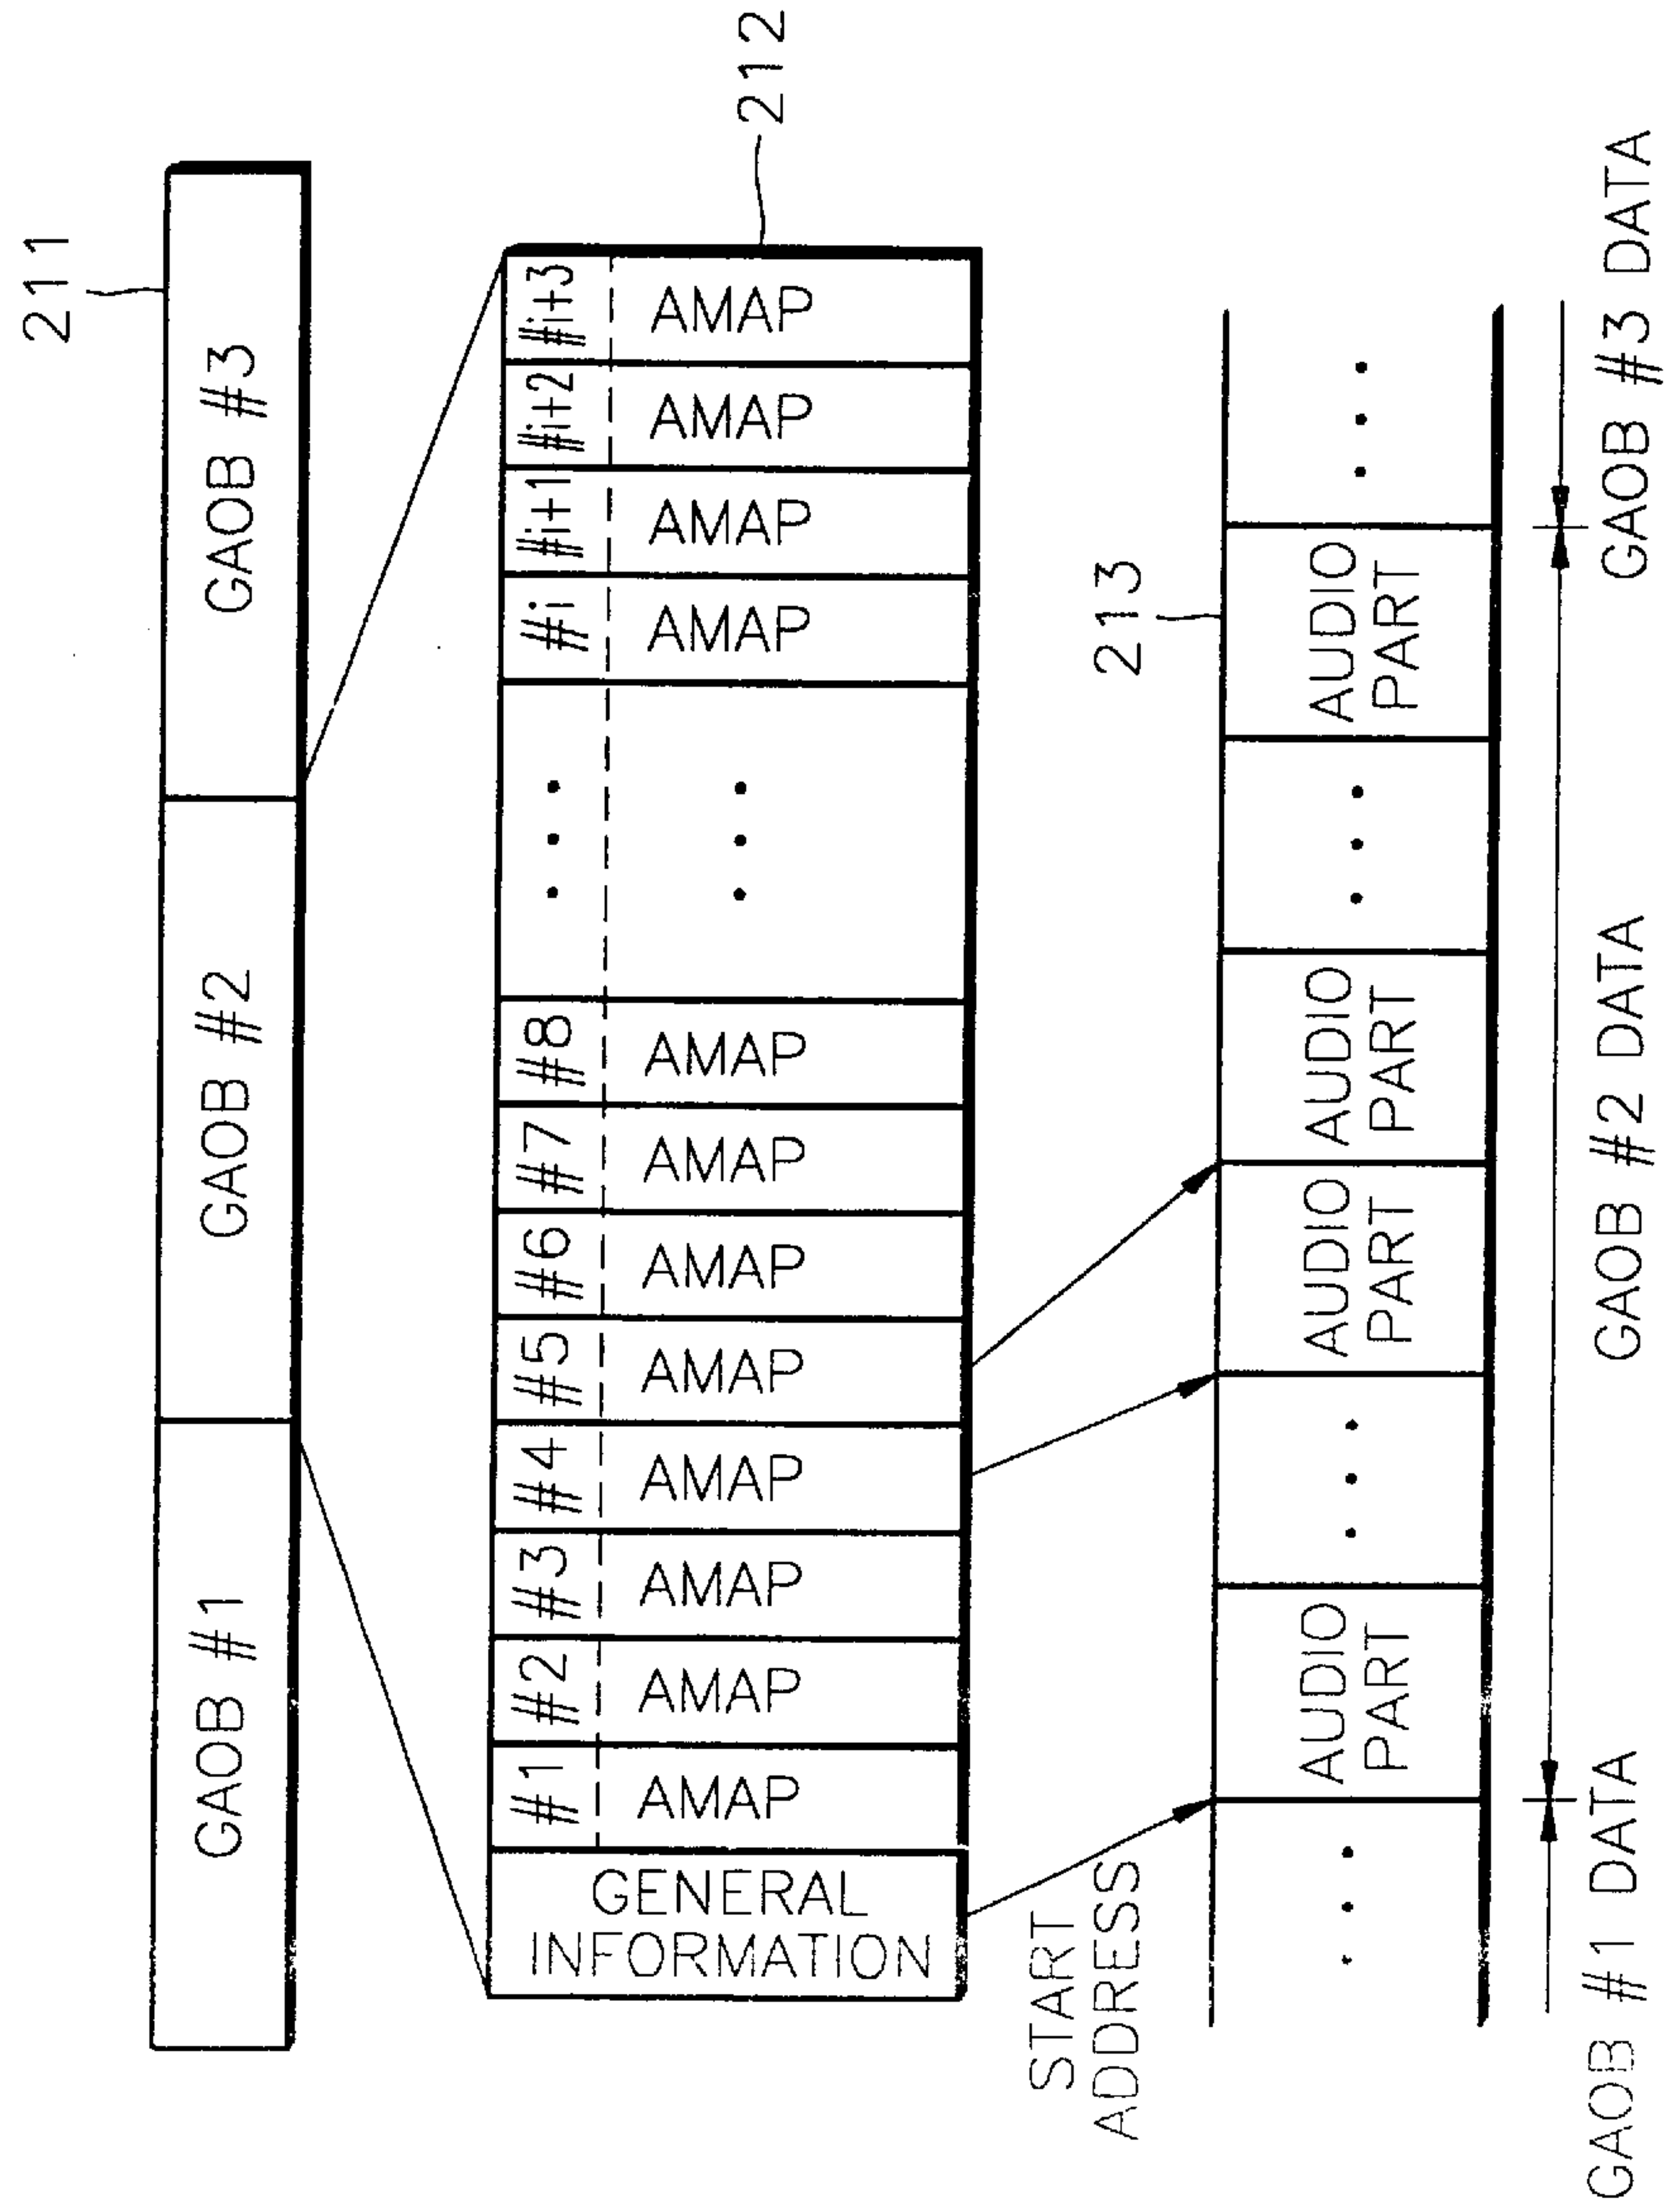 211
GAOB #1
GAOB #2
GAOB #3
GENERAL
INFORMATION
#1
#2
#3
#4
#5
#6
#7
#8
...
#i
#i+1
#i+2
#i+3
AMAP
AMAP
AMAP
AMAP
AMAP
AMAP
AMAP
AMAP
...
AMAP
AMAP
AMAP
AMAP
212
START
ADDRESS
213
...
AUDIO
PART
...
AUDIO
PART
AUDIO
PART
...
AUDIO
PART
...
GAOB #1 DATA
GAOB #2 DATA
GAOB #3 DATA